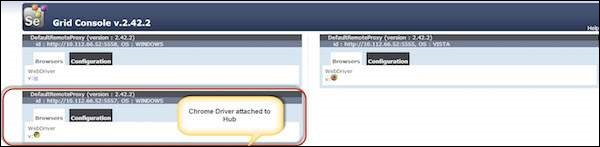 Se
Grid Console v.2.42.2
Help
DefaultRemoteProxy (version : 2.42.2)
id : http://10.112.66.52:5558, OS : WINDOWS
Browsers Configuration
WebDriver
v:
DefaultRemoteProxy (version : 2.42.2)
id : http://10.112.66.52:5555, OS : VISTA
Browsers Configuration
WebDriver
v:
DefaultRemoteProxy (version : 2.42.2)
id : http://10.112.66.52:5557, OS : WINDOWS
Browsers Configuration
WebDriver
v:
Chrome Driver attached to
Hub